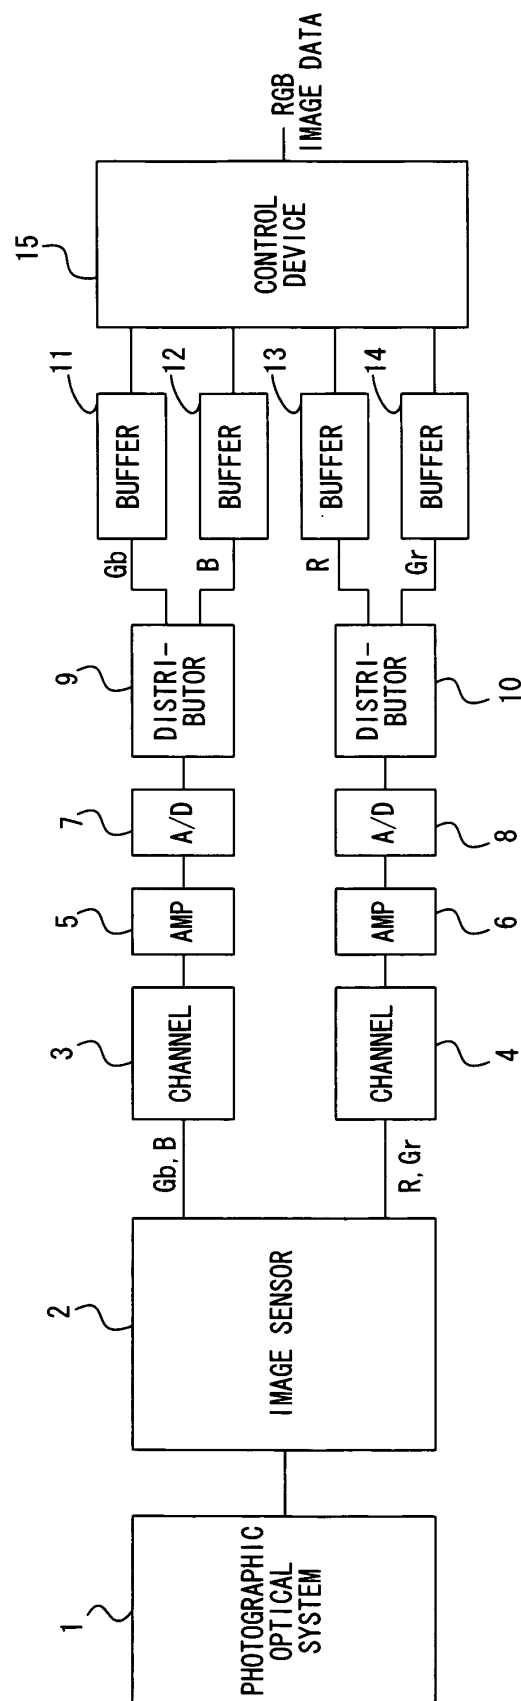 1
PHOTOGRAPHIC
OPTICAL
SYSTEM
2
IMAGE SENSOR
Gb, B
R, Gr
3
CHANNEL
4
CHANNEL
5
AMP
6
AMP
7
A/D
8
A/D
9
DISTRI-
BUTOR
10
DISTRI-
BUTOR
Gb
B
R
Gr
11
BUFFER
12
BUFFER
13
BUFFER
14
BUFFER
15
CONTROL
DEVICE
RGB
IMAGE DATA